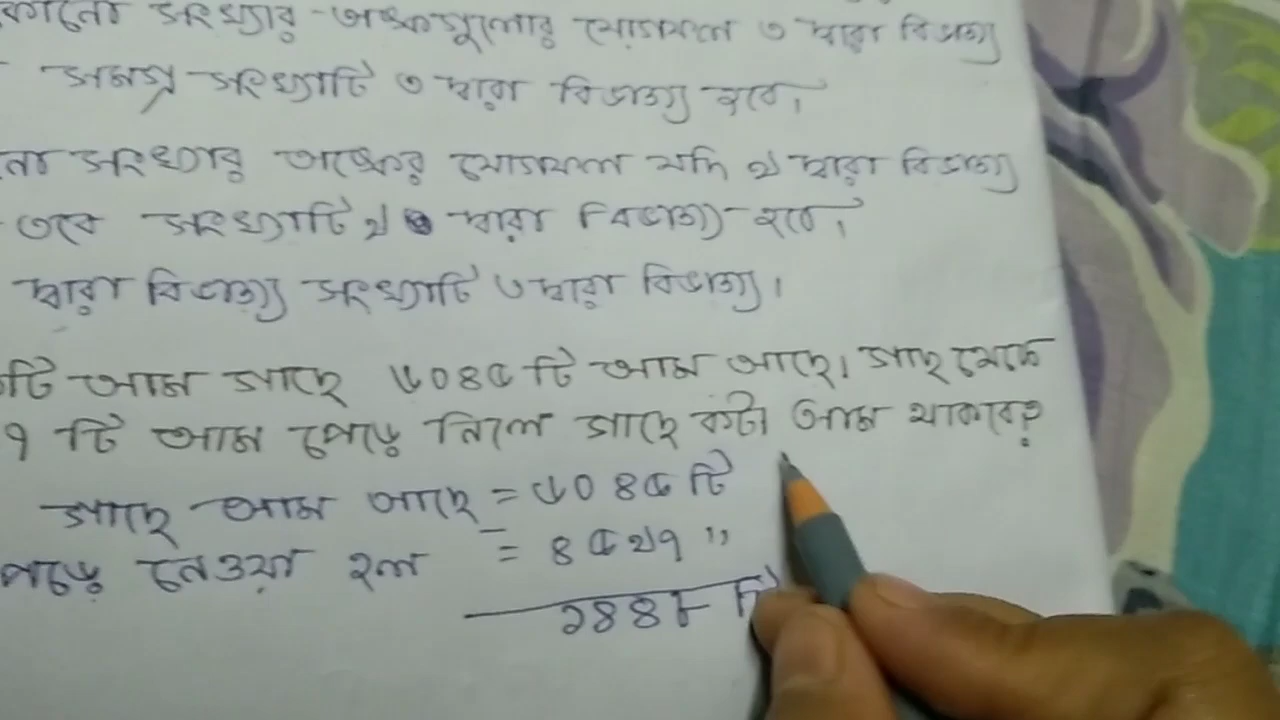 কোনো সংখ্যার অঙ্কগুলোর যোগফল ৩ দ্বারা বিভাজ্য
সমগ্র সংখ্যাটি ৩ দ্বারা বিভাজ্য হবে।
নো সংখ্যার অঙ্কের যোগফল যদি ৯ দ্বারা বিভাজ্য
তবে সংখ্যাটি ৯ দ্বারা বিভাজ্য হবে।
দ্বারা বিভাজ্য সংখ্যাটি ৩ দ্বারা বিভাজ্য।
টি আম গাছে ৬০৪৫ টি আম আছে। গাছ থেকে
৭ টি আম পেড়ে নিলে গাছে কটা আম থাকবে?
গাছে আম আছে = ৬০৪৫ টি
পেড়ে নেওয়া হল = ৪৫৯৭ "
১৪৪৮ টি